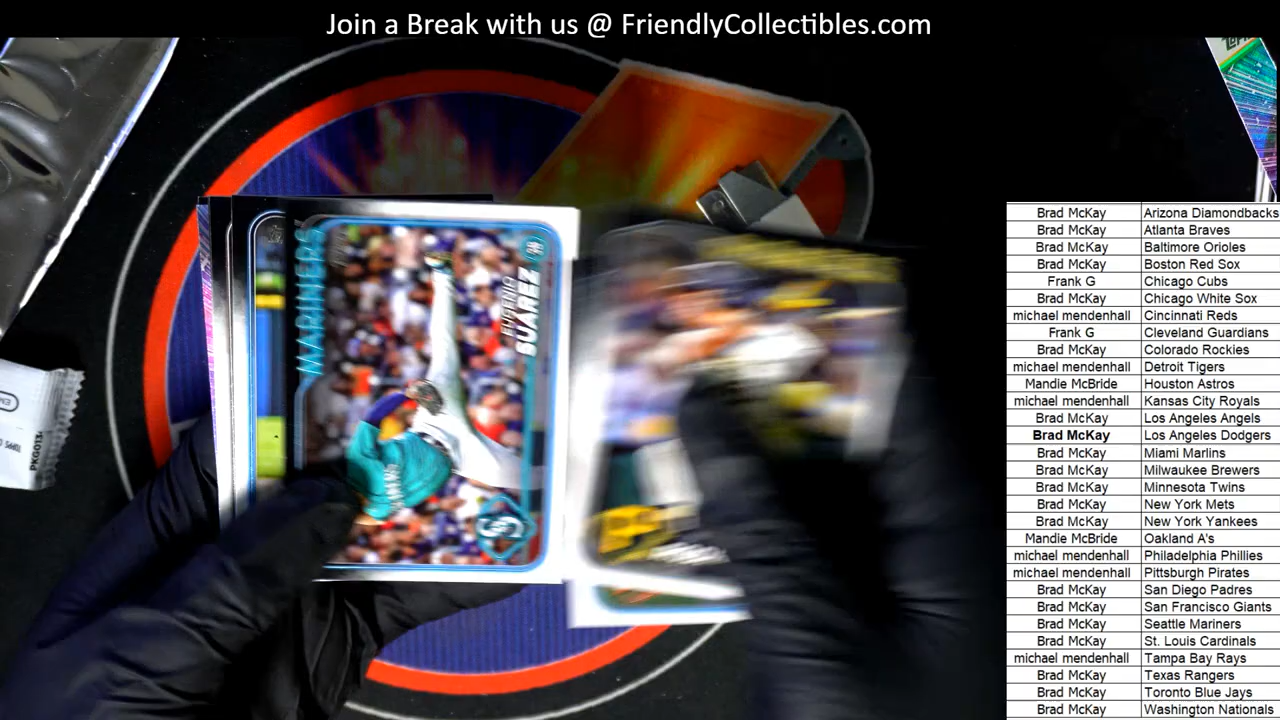 Join a Break with us @ FriendlyCollectibles.com
MARINERS
EUGENIO
SUÁREZ
Brad McKay Arizona Diamondbacks
Brad McKay Atlanta Braves
Brad McKay Baltimore Orioles
Brad McKay Boston Red Sox
Frank G Chicago Cubs
Brad McKay Chicago White Sox
michael mendenhall Cincinnati Reds
Frank G Cleveland Guardians
Brad McKay Colorado Rockies
michael mendenhall Detroit Tigers
Mandie McBride Houston Astros
michael mendenhall Kansas City Royals
Brad McKay Los Angeles Angels
Brad McKay Los Angeles Dodgers
Brad McKay Miami Marlins
Brad McKay Milwaukee Brewers
Brad McKay Minnesota Twins
Brad McKay New York Mets
Brad McKay New York Yankees
Mandie McBride Oakland A's
michael mendenhall Philadelphia Phillies
michael mendenhall Pittsburgh Pirates
Brad McKay San Diego Padres
Brad McKay San Francisco Giants
Brad McKay Seattle Mariners
Brad McKay St. Louis Cardinals
michael mendenhall Tampa Bay Rays
Brad McKay Texas Rangers
Brad McKay Toronto Blue Jays
Brad McKay Washington Nationals